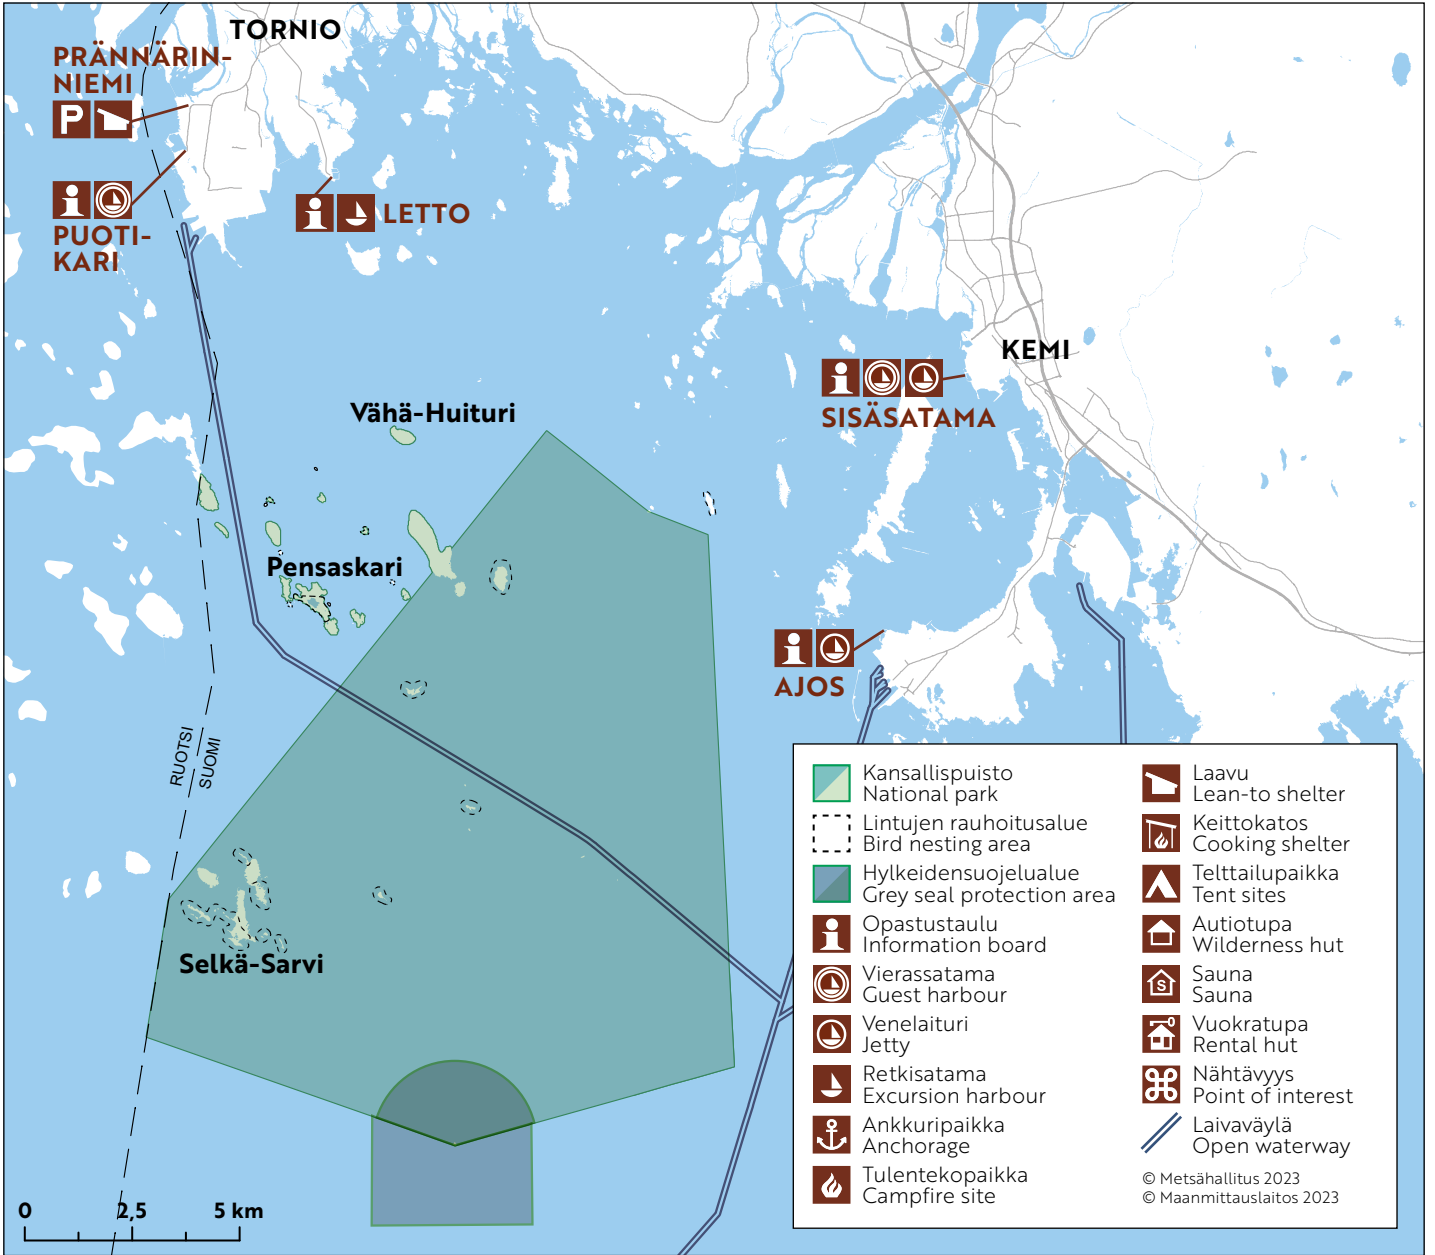 TORNIO
PRÄNNÄRIN-
NIEMI
P
PUOTI-
KARI
LETTO
KEMI
SISÄSATAMA
Vähä-Huituri
Pensaskari
AJOS
RUOTSI
SUOMI
Selkä-Sarvi
Kansallispuisto
National park
Lintujen rauhoitusalue
Bird nesting area
Hylkeidensuojelualue
Grey seal protection area
Opastustaulu
Information board
Vierassatama
Guest harbour
Venelaituri
Jetty
Retkisatama
Excursion harbour
Ankkuripaikka
Anchorage
Tulentekopaikka
Campfire site
Laavu
Lean-to shelter
Keittokatos
Cooking shelter
Telttailupaikka
Tent sites
Autiotupa
Wilderness hut
S
Sauna
Sauna
Vuokratupa
Rental hut
Nähtävyys
Point of interest
Laivaväylä
Open waterway
© Metsähallitus 2023
© Maanmittauslaitos 2023
0 2,5 5 km